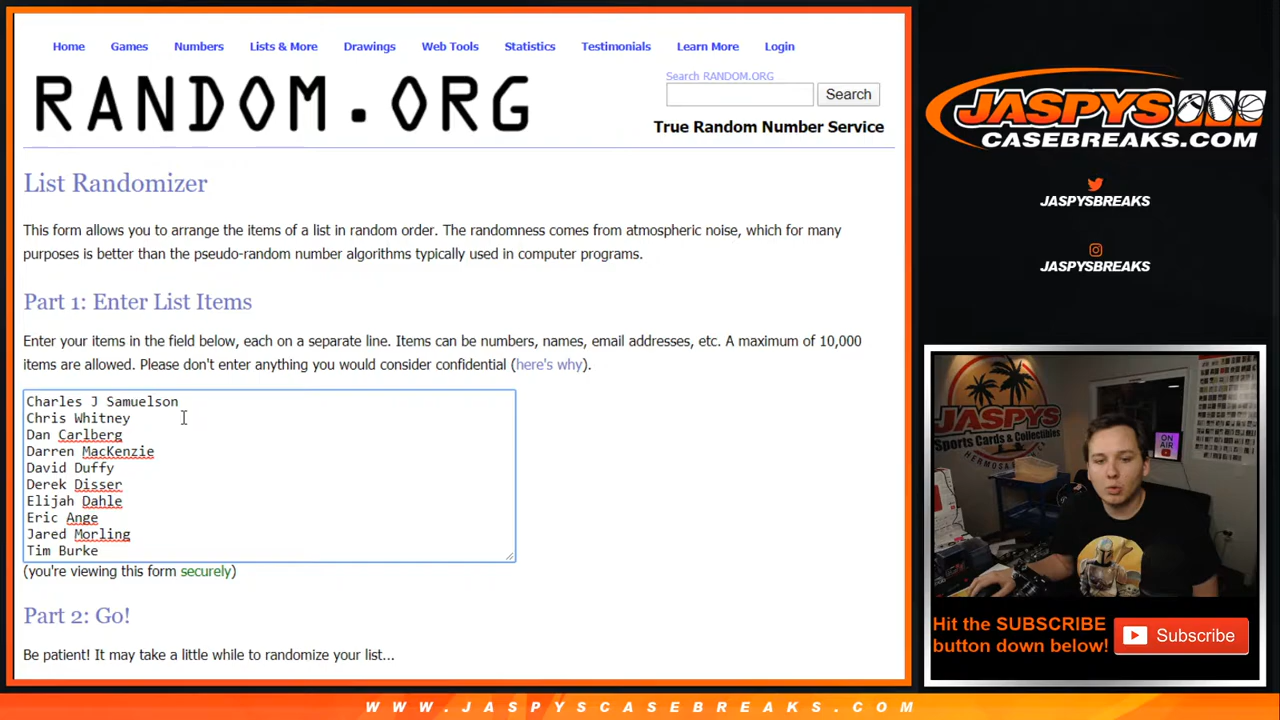 Home Games Numbers Lists & More Drawings Web Tools Statistics Testimonials Learn More Login
RANDOM.ORG
Search RANDOM.ORG
Search
True Random Number Service
List Randomizer
This form allows you to arrange the items of a list in random order. The randomness comes from atmospheric noise, which for many
purposes is better than the pseudo-random number algorithms typically used in computer programs.
Part 1: Enter List Items
Enter your items in the field below, each on a separate line. Items can be numbers, names, email addresses, etc. A maximum of 10,000
items are allowed. Please don't enter anything you would consider confidential (here's why).
Charles J Samuelson
Chris Whitney
Dan Carlberg
Darren MacKenzie
David Duffy
Derek Disser
Elijah Dahle
Eric Ange
Jared Morling
Tim Burke
(you're viewing this form securely)
Part 2: Go!
Be patient! It may take a little while to randomize your list...
JASPYS
CASEBREAKS.COM
JASPYSBREAKS
JASPYSBREAKS
JASPYS
Sports Cards & Collectibles
HERMOS
ON
AIR
Hit the SUBSCRIBE
button down below!
Subscribe
WWW.JASPYSCASEBREAKS.COM